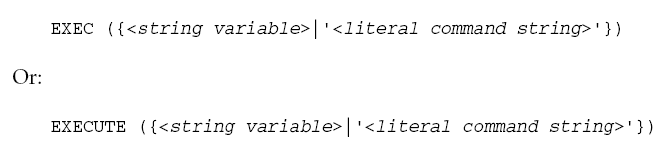 EXEC ({<string variable>|'<literal command string>'})
Or:
EXECUTE ({<string variable>|'<literal command string>'})